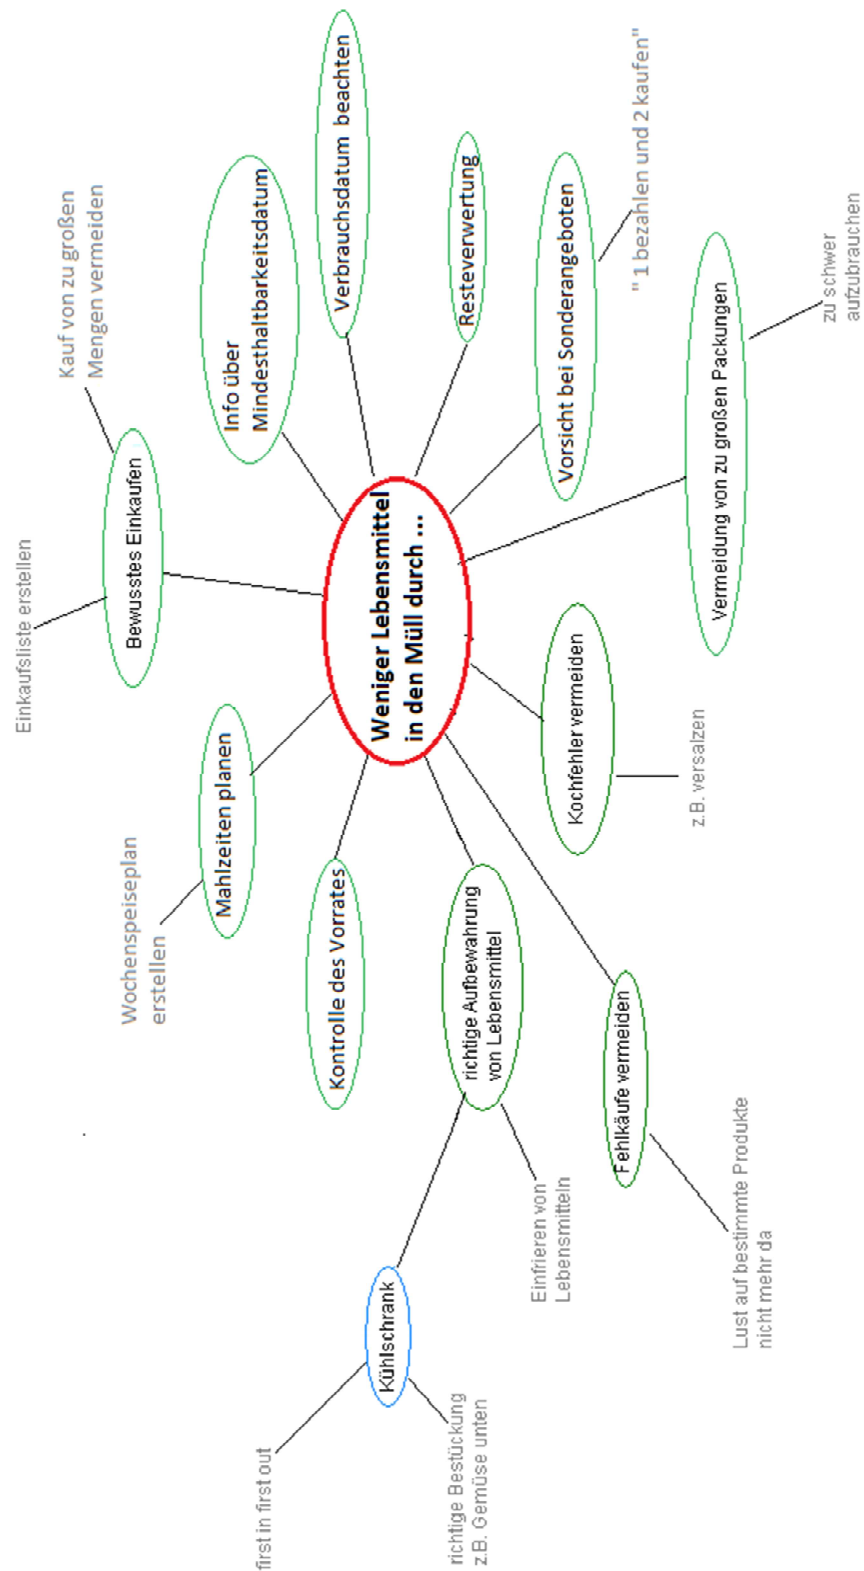 Einkaufsliste erstellen
Kauf von zu großen
Mengen vermeiden
Bewusstes Einkaufen
Wochenspeiseplan
erstellen
Mahlzeiten planen
Info über
Mindesthaltbarkeitsdatum
Kontrolle des Vorrates
Verbrauchsdatum beachten
Weniger Lebensmittel
in den Müll durch ...
first in first out
Kühlschrank
richtige Bestückung
z.B. Gemüse unten
richtige Aufbewahrung
von Lebensmittel
Resteverwertung
Einfrieren von
Lebensmitteln
Vorsicht bei Sonderangeboten
" 1 bezahlen und 2 kaufen"
Kochfehler vermeiden
z.B. versalzen
Fehlkäufe vermeiden
Lust auf bestimmte Produkte
nicht mehr da
Vermeidung von zu großen Packungen
zu schwer
aufzubrauchen